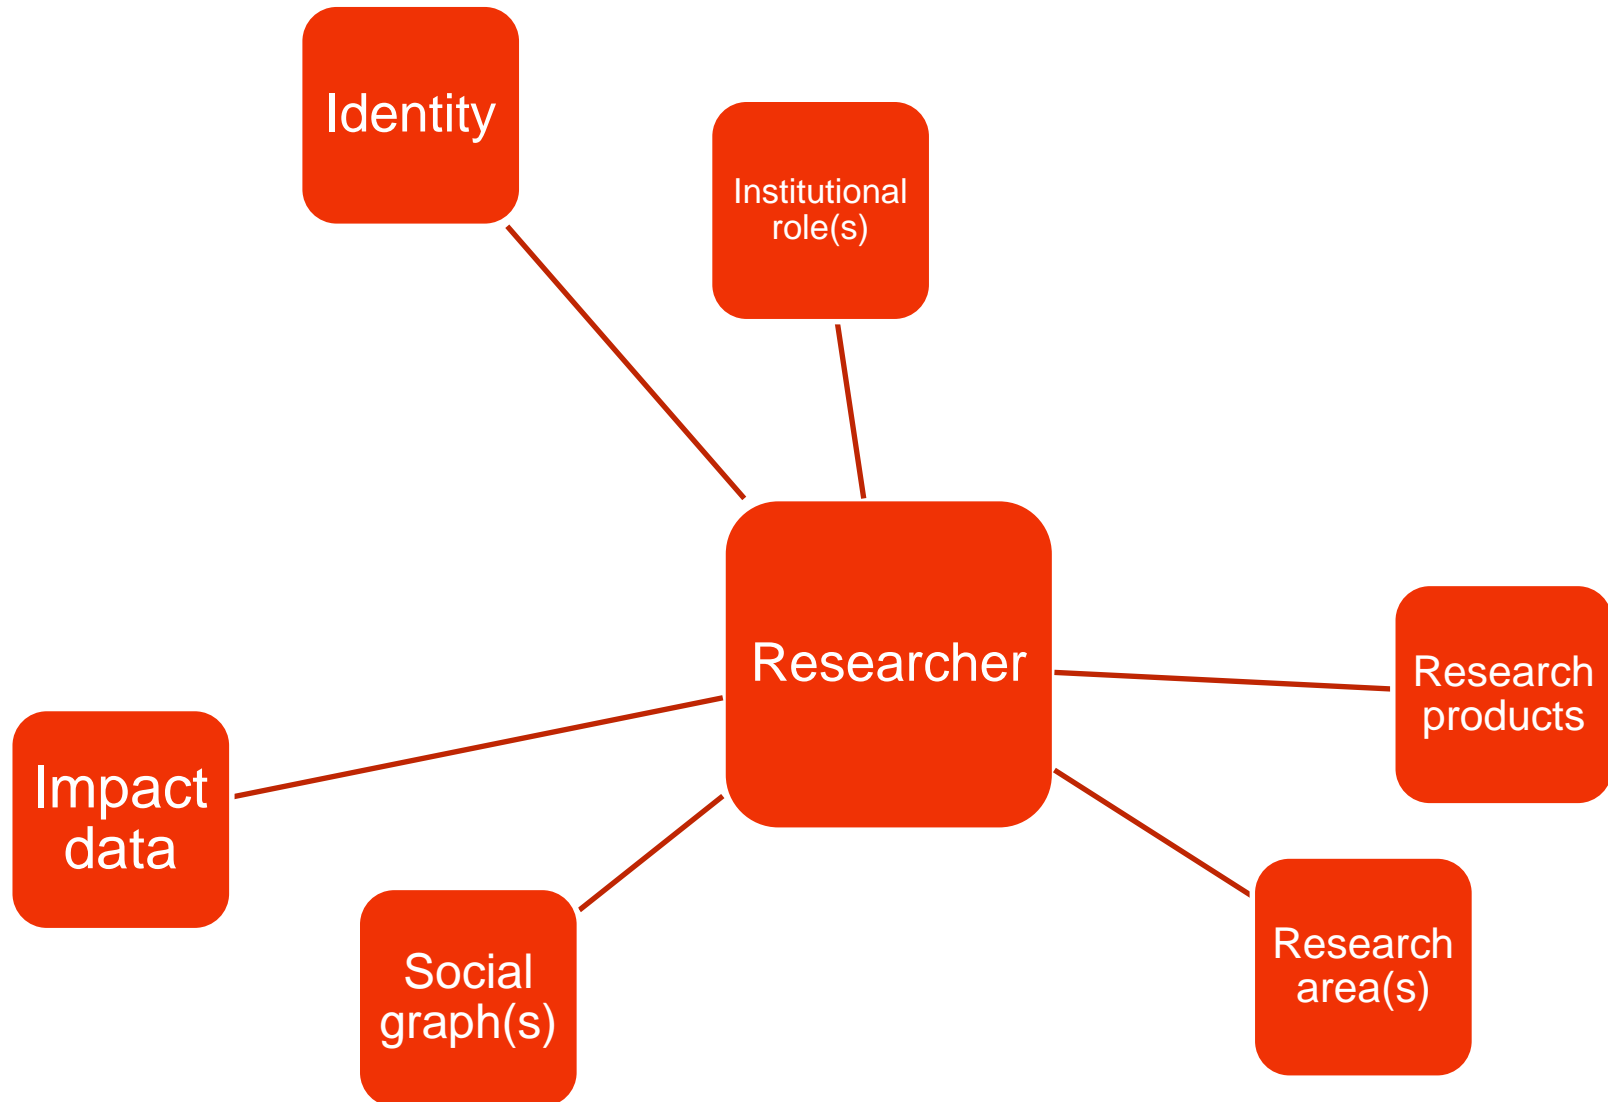 Identity
Institutional
role(s)
Researcher
Research
products
Impact
data
Research
area(s)
Social
graph(s)